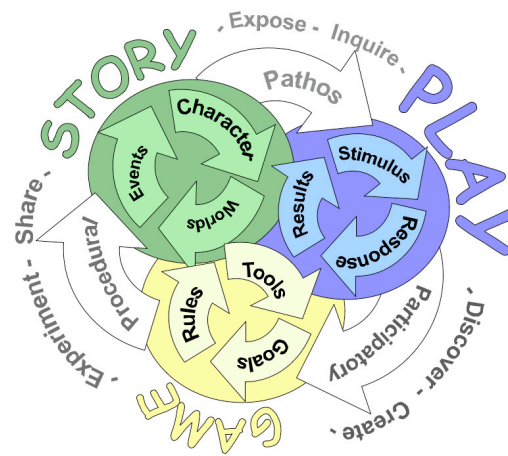 STORY
- Expose - Inquire -
Pathos
PLAY
Character
Worlds
Events
Stimulus
Response
Results
Tools
Goals
Rules
Procedural
- Experiment - Share -
Participatory
- Discover - Create -
GAME